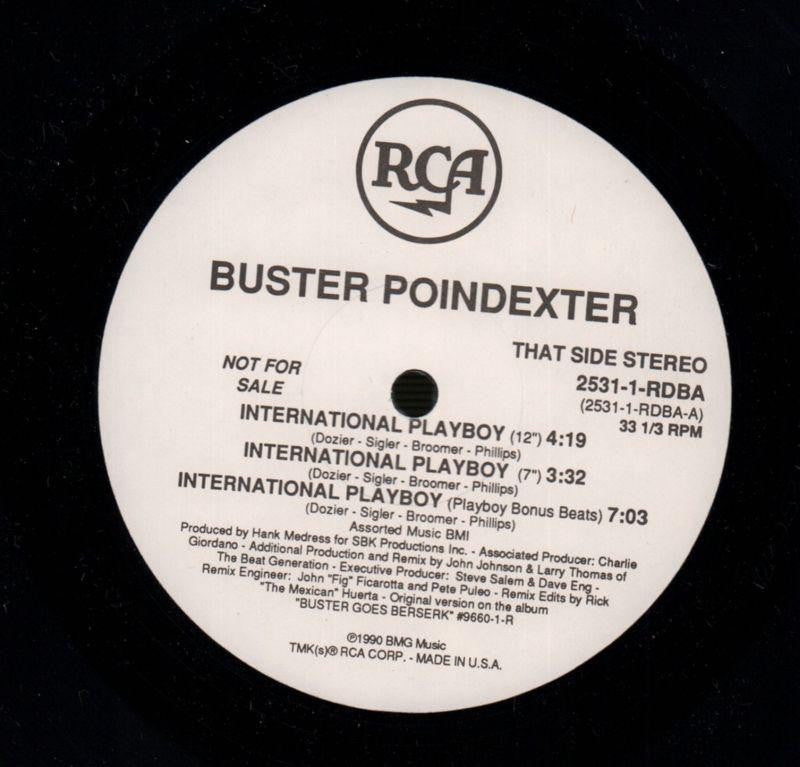 RCA
BUSTER POINDEXTER
NOT FOR
SALE
THAT SIDE STEREO
2531-1-RDBA
(2531-1-RDBA-A)
33 1/3 RPM
INTERNATIONAL PLAYBOY (12") 4:19
(Dozier - Sigler - Broomer - Phillips)
INTERNATIONAL PLAYBOY (7") 3:32
(Dozier - Sigler - Broomer - Phillips)
INTERNATIONAL PLAYBOY (Playboy Bonus Beats) 7:03
(Dozier - Sigler - Broomer - Phillips)
Assorted Music BMI
Produced by Hank Medress for SBK Productions Inc. - Associated Producer: Charlie
Giordano - Additional Production and Remix by John Johnson & Larry Thomas of
The Beat Generation - Executive Producer: Steve Salem & Dave Eng -
Remix Engineer: John "Fig" Ficarotta and Pete Puleo - Remix Edits by Rick
"The Mexican" Huerta - Original version on the album
"BUSTER GOES BERSERK" #9660-1-R
℗1990 BMG Music
TMK(s)® RCA CORP. - MADE IN U.S.A.